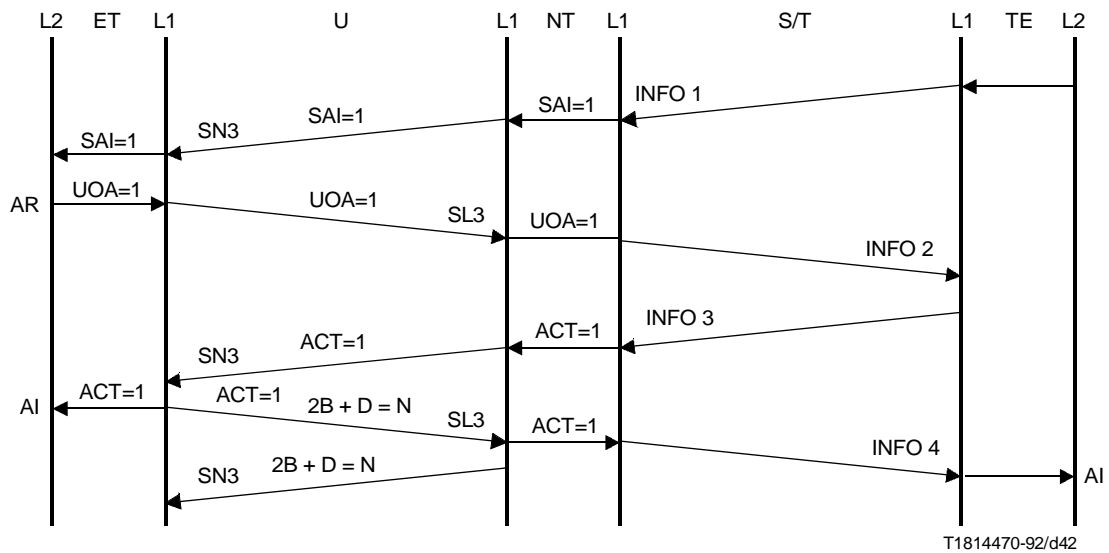 L2 ET L1 U L1 NT L1 S/T L1 TE L2
INFO 1
SAI=1
SAI=1
SN3
SAI=1
AR
UOA=1
UOA=1
SL3
UOA=1
INFO 2
INFO 3
ACT=1
ACT=1
SN3
AI
ACT=1
ACT=1
2B + D = N
SL3
ACT=1
INFO 4
AI
2B + D = N
SN3
T1814470-92/d42